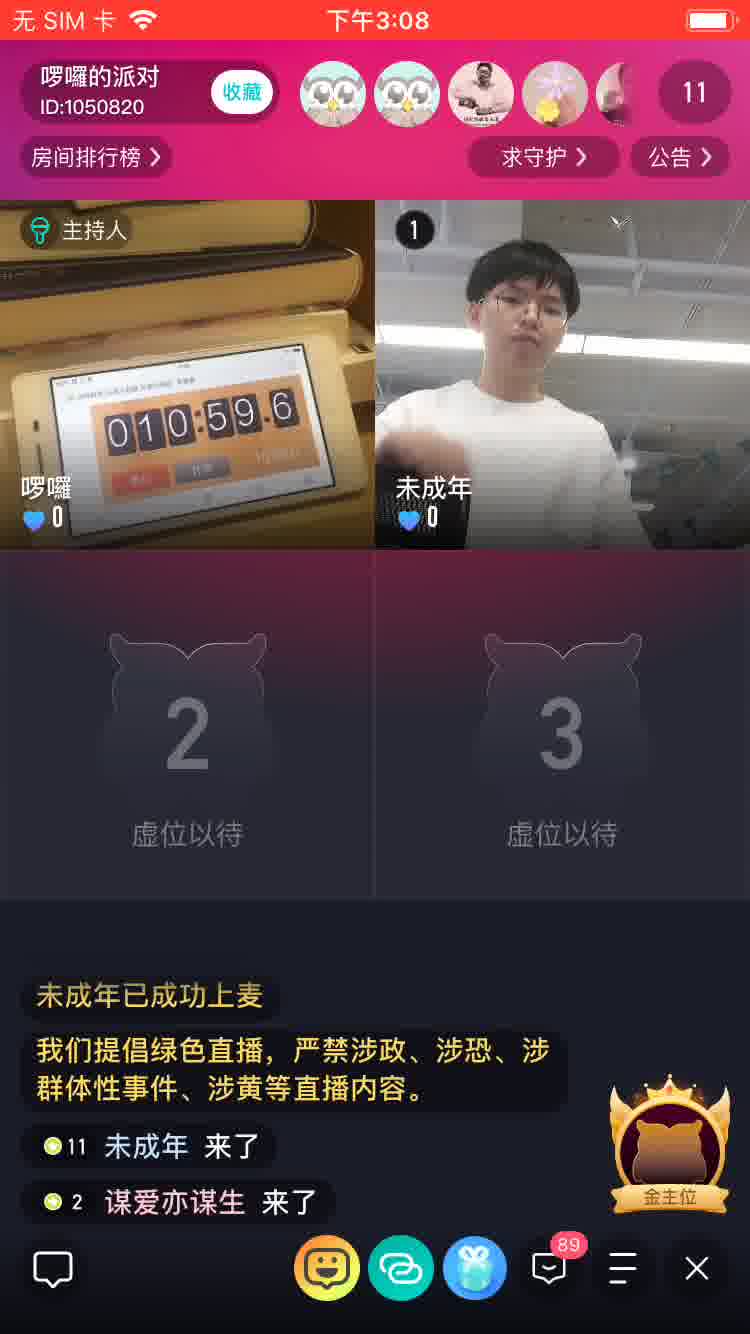 无 SIM 卡
下午3:08
啰囉的派对
ID:1050820
收藏
11
房间排行榜
求守护
公告
主持人
1
010:59.6
啰囉
0
未成年
0
2
虚位以待
3
虚位以待
未成年已成功上麦
我们提倡绿色直播，严禁涉政、涉恐、涉
群体性事件、涉黄等直播内容。
11 未成年 来了
2 谋爱亦谋生 来了
金主位
89